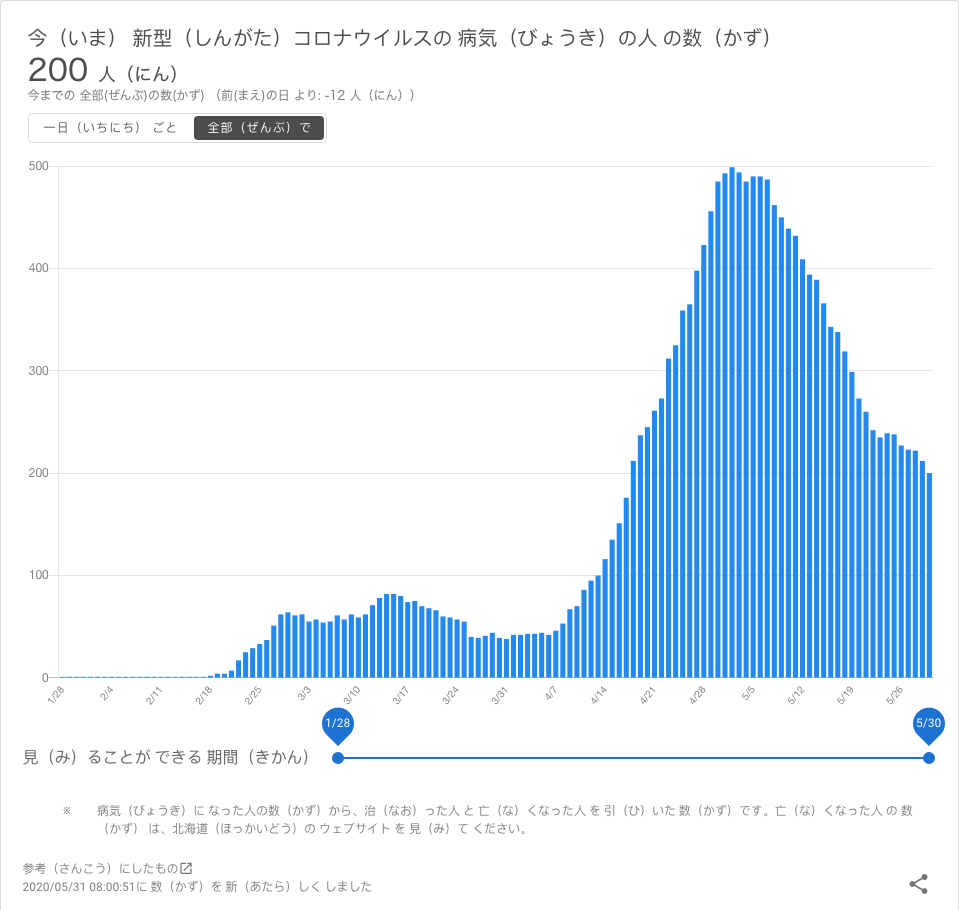 今（いま） 新型（しんがた）コロナウイルスの 病気（びょうき）の人 の数（かず）
200 人（にん）
今までの 全部(ぜんぶ)の数(かず) （前(まえ)の日 より: -12 人（にん））
一日（いちにち） ごと 全部（ぜんぶ）で
500
400
300
200
100
0
1/28 2/4 2/11 2/18 2/25 3/3 3/10 3/17 3/24 3/31 4/7 4/14 4/21 4/28 5/5 5/12 5/19 5/26
1/28 5/30
見（み）ることが できる 期間（きかん）
※ 病気（びょうき）に なった人の数（かず）から、治（なお）った人 と 亡（な）くなった人 を 引（ひ）いた 数（かず）です。亡（な）くなった人 の 数
（かず） は、北海道（ほっかいどう）の ウェブサイト を 見（み）て ください。
参考（さんこう）にしたもの
2020/05/31 08:00:51に 数（かず）を 新（あたら）しく しました